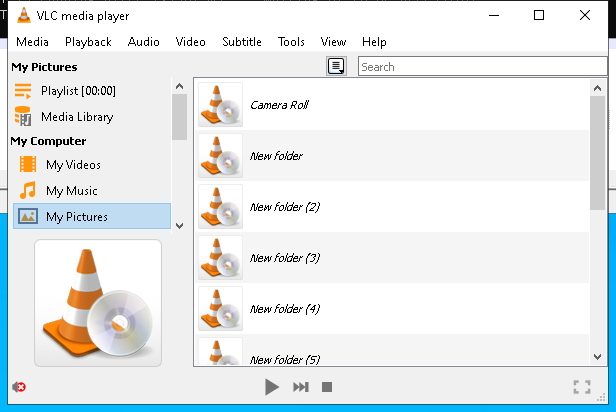 VLC media player
Media Playback Audio Video Subtitle Tools View Help
My Pictures
Search
Playlist [00:00]
Media Library
My Computer
My Videos
My Music
My Pictures
Camera Roll
New folder
New folder (2)
New folder (3)
New folder (4)
New folder (5)